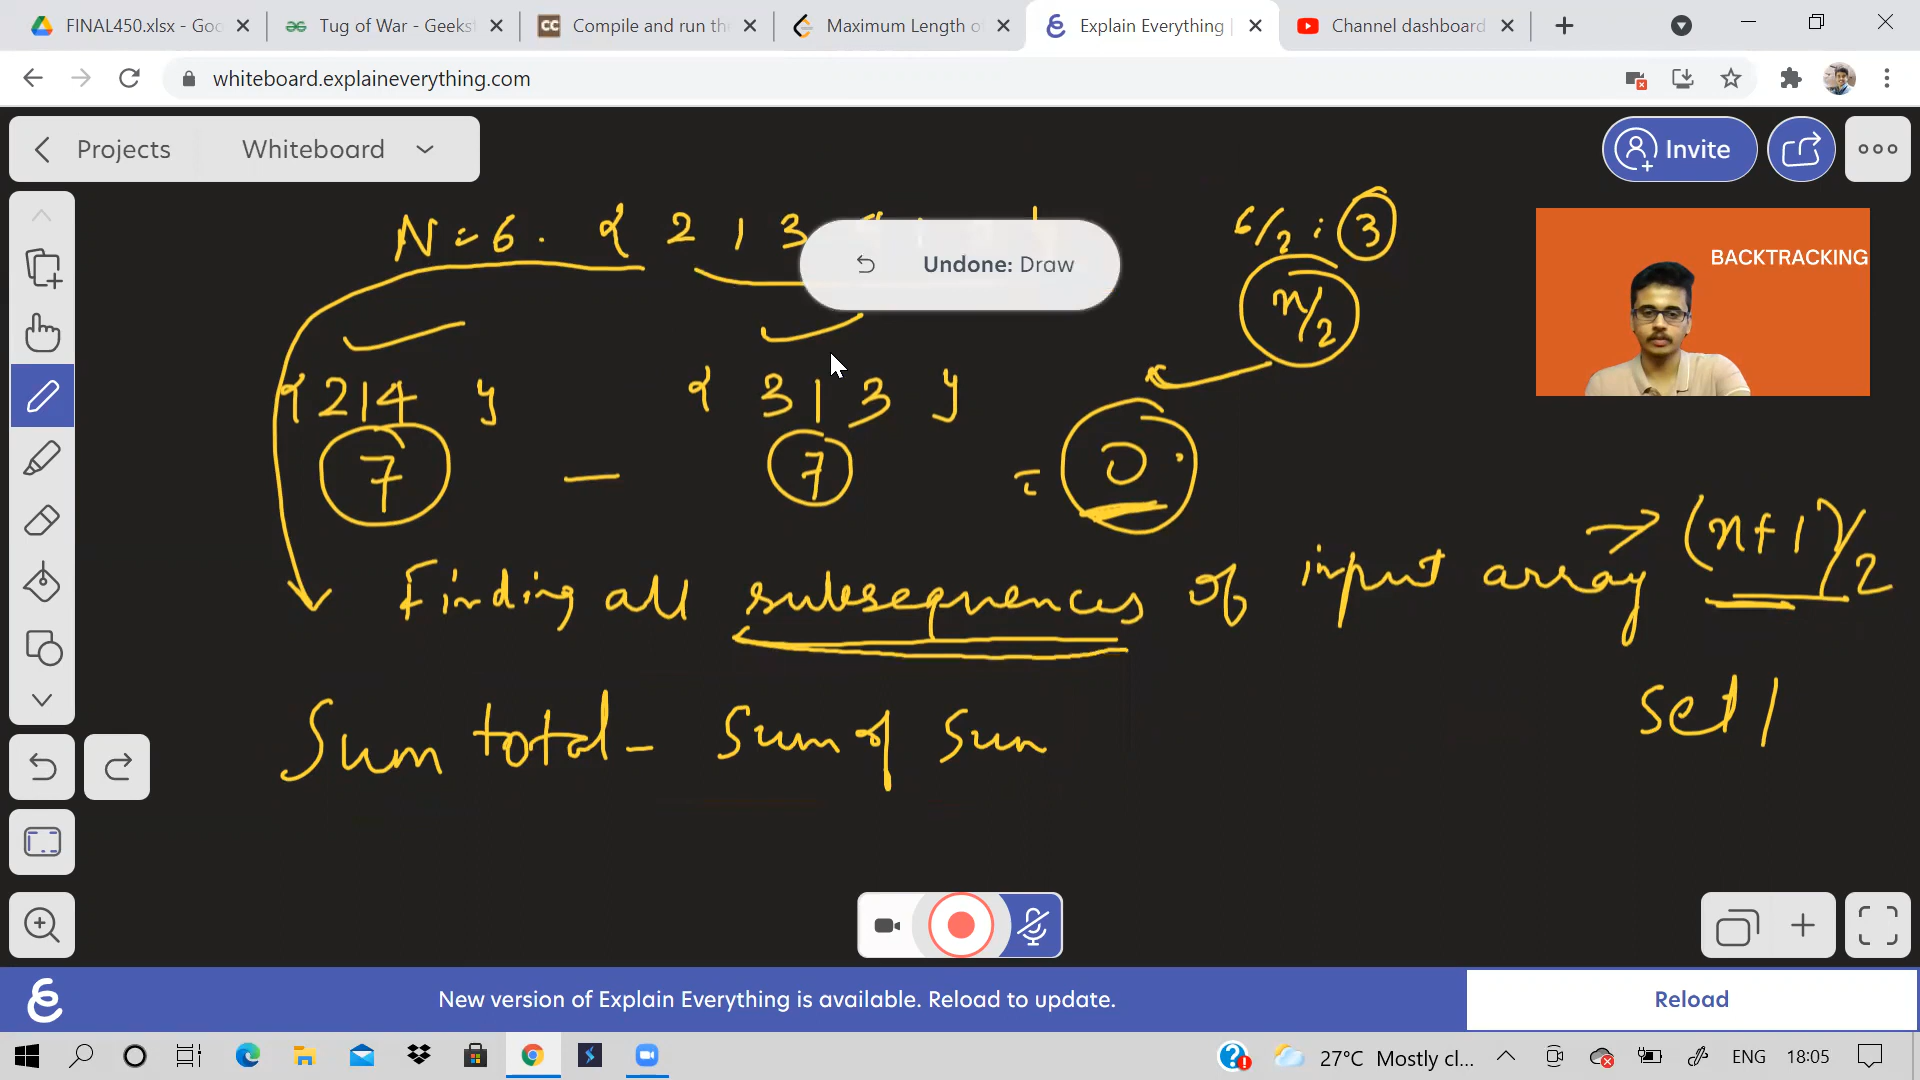 FINAL450.xlsx - Goo
Tug of War - Geeks
Compile and run th
Maximum Length o
Explain Everything |
Channel dashboard
whiteboard.explaineverything.com
Projects
Whiteboard
Invite
ooo
N=6. { 2 1 3
6/2 : 3
Undone: Draw
BACKTRACKING
n/2
{ 2 1 4 }
{ 3 1 3 }
7 — 7 = 0
Finding all subsequences of input array → (n+1)/2
Sum total - Sum of Sun
set 1
New version of Explain Everything is available. Reload to update.
Reload
27°C Mostly cl...
ENG
18:05